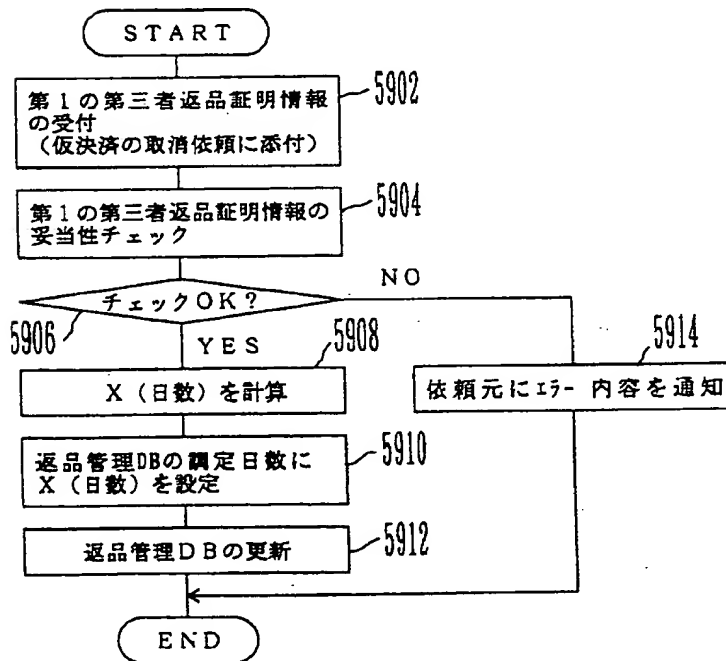 START
第1の第三者返品証明情報
の受付
(仮決済の取消依頼に添付)
5902
第1の第三者返品証明情報の
妥当性チェック
5904
チェックOK?
NO
5906
YES
5908
X(日数)を計算
5914
依頼元にエラー内容を通知
返品管理DBの調定日数に
X(日数)を設定
5910
返品管理DBの更新
5912
END